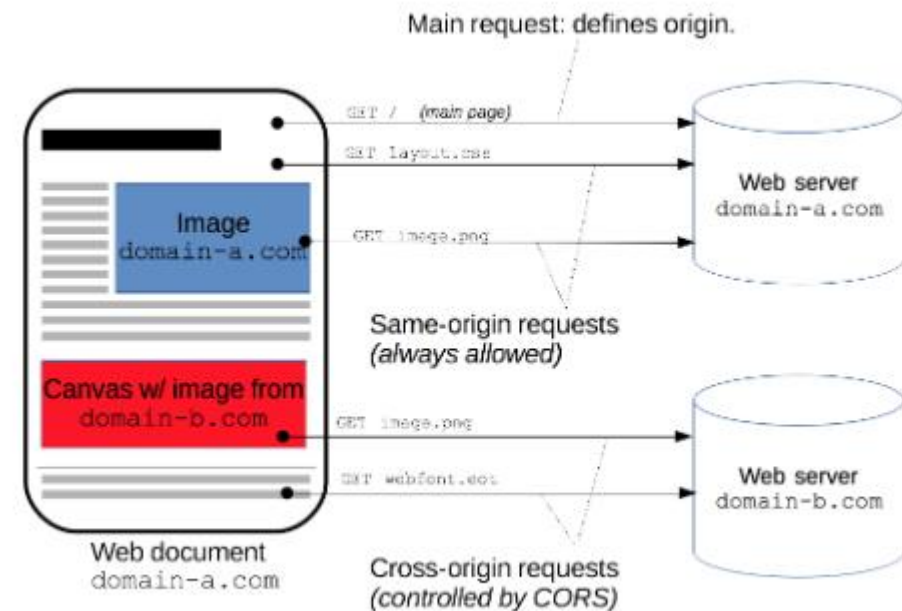 Main request: defines origin.
GET / (main page)
GET layout.css
Image
domain-a.com
GET image.png
Web server
domain-a.com
Same-origin requests
(always allowed)
Canvas w/ image from
domain-b.com
GET image.png
GET webfont.eot
Web server
domain-b.com
Web document
domain-a.com
Cross-origin requests
(controlled by CORS)